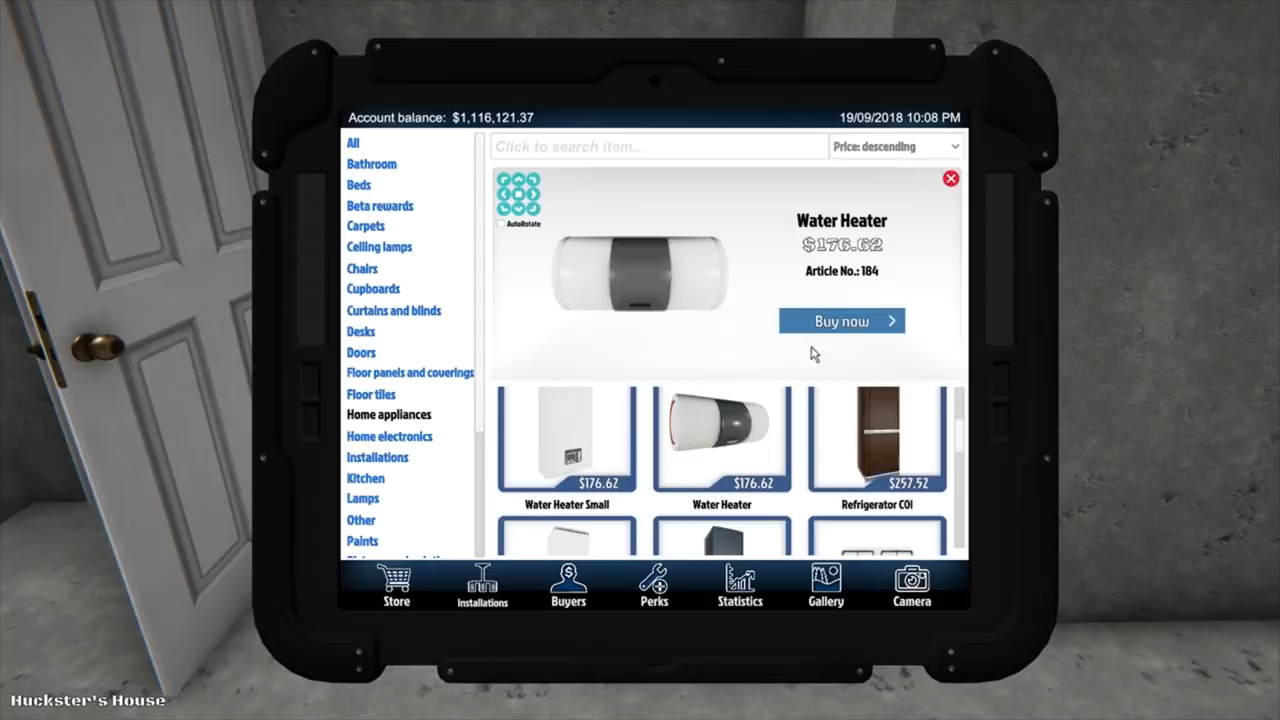 Account balance: $1,116,121.37
19/09/2018 10:08 PM
All
Bathroom
Beds
Beta rewards
Carpets
Ceiling lamps
Chairs
Cupboards
Curtains and blinds
Desks
Doors
Floor panels and coverings
Floor tiles
Home appliances
Home electronics
Installations
Kitchen
Lamps
Other
Paints
Click to search item...
Price: descending
AutoRotate
Water Heater
$176.62
Article No.: 184
Buy now
$176.62
$176.62
$257.52
Water Heater Small
Water Heater
Refrigerator COI
Store
Installations
Buyers
Perks
Statistics
Gallery
Camera
Huckster's House